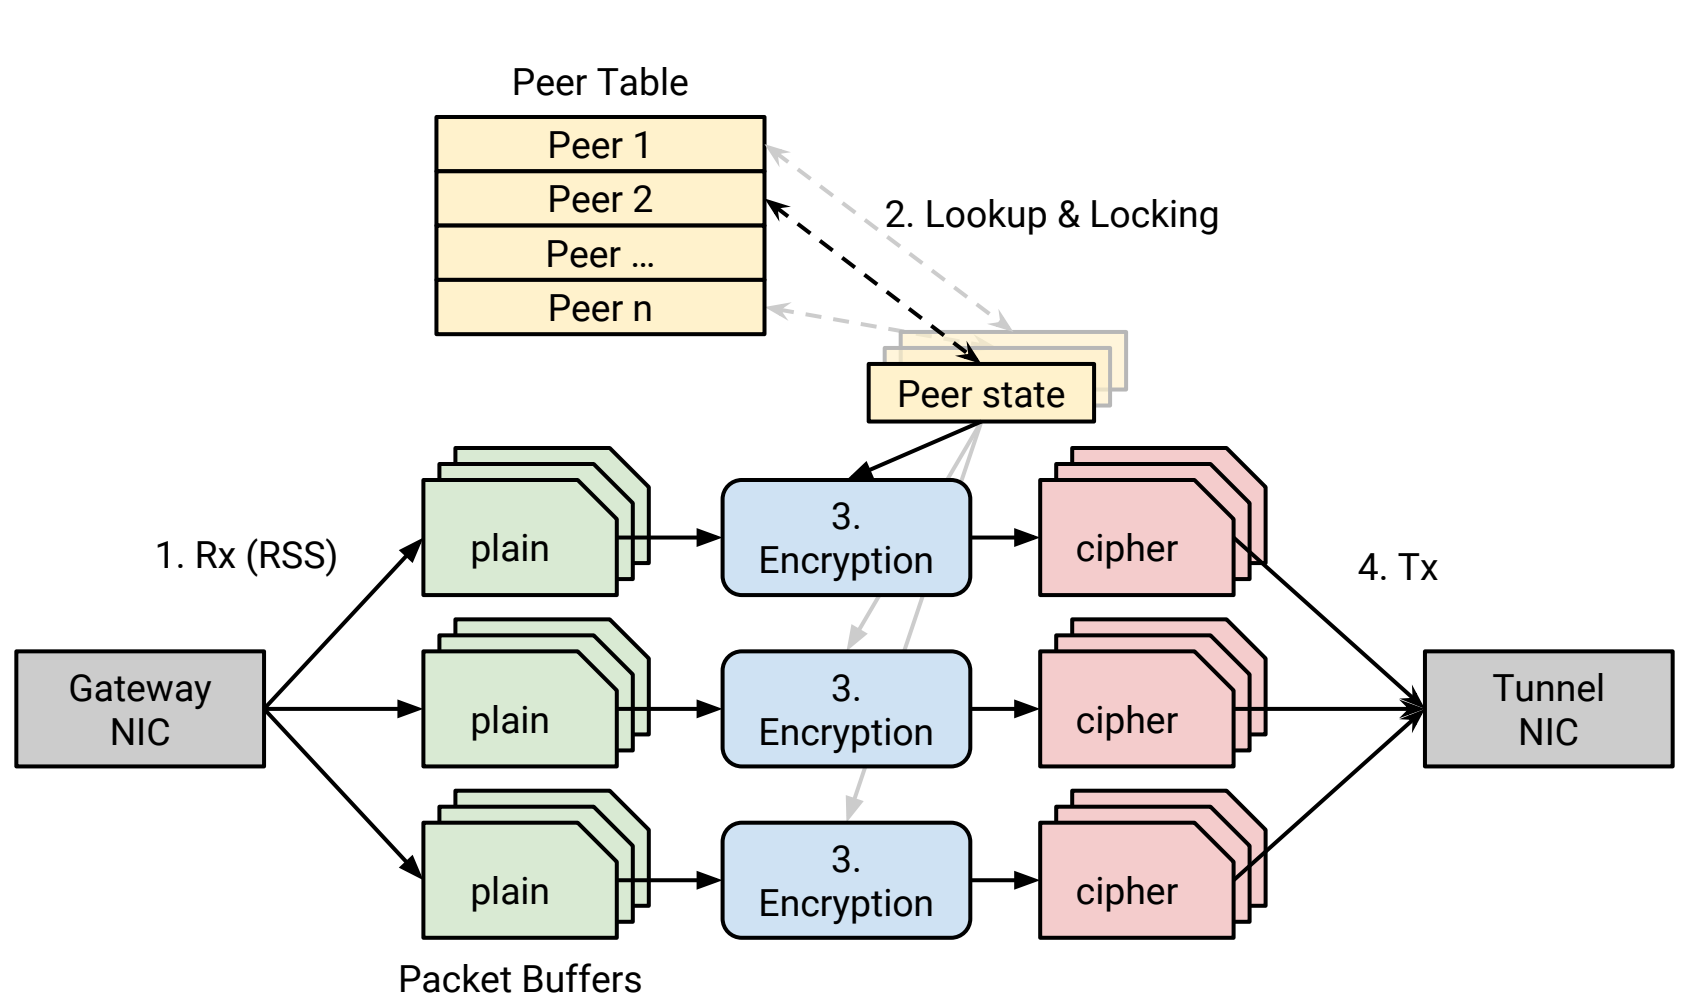 Peer Table
Peer 1
Peer 2
Peer ...
Peer n
2. Lookup & Locking
Peer state
1. Rx (RSS)
plain
3.
Encryption
cipher
4. Tx
Gateway
NIC
plain
3.
Encryption
cipher
Tunnel
NIC
plain
3.
Encryption
cipher
Packet Buffers